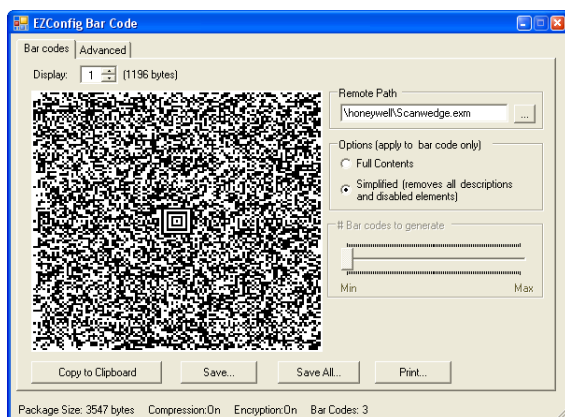 EZConfig Bar Code
Bar codes Advanced
Display: 1 (1196 bytes)
Remote Path
\honeywell\Scanwedge.exm ...
Options (apply to bar code only)
Full Contents
Simplified (removes all descriptions
and disabled elements)
# Bar codes to generate
Min Max
Copy to Clipboard Save... Save All... Print...
Package Size: 3547 bytes Compression:On Encryption:On Bar Codes: 3